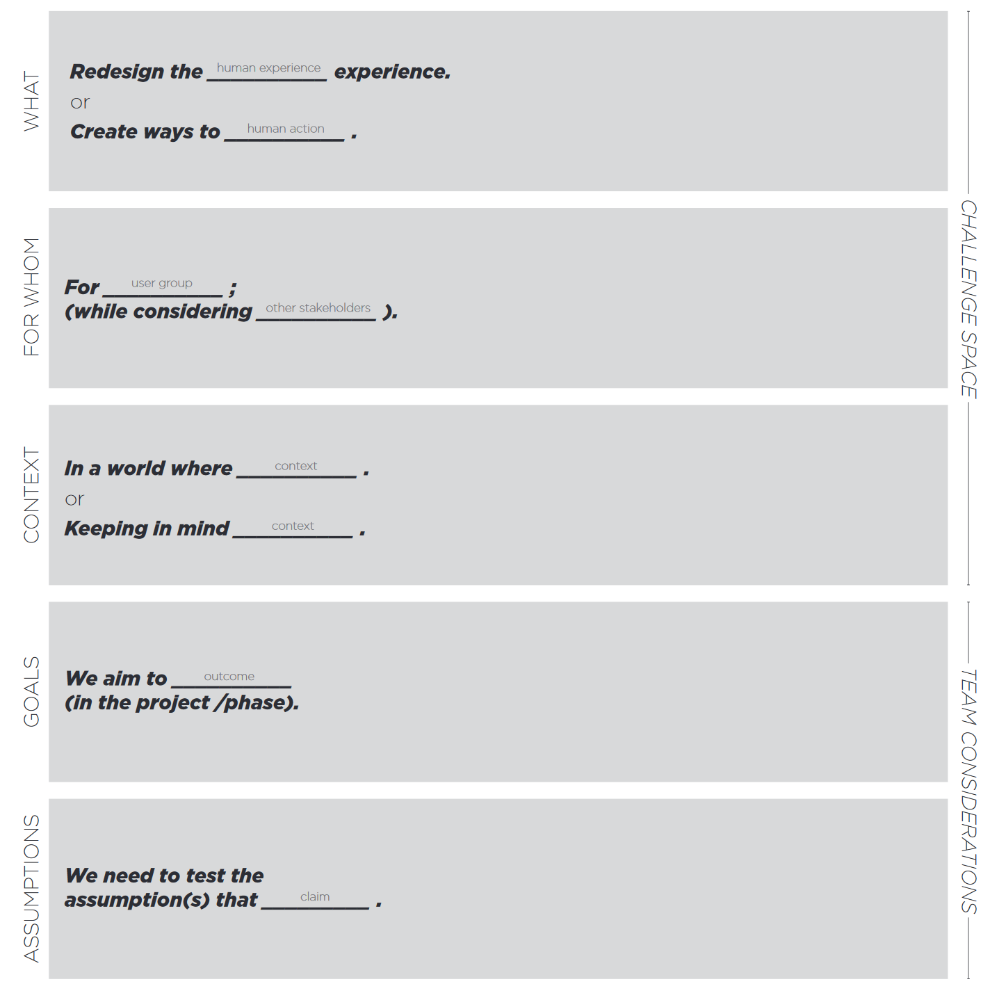 WHAT
Redesign the human experience experience.
or
Create ways to human action .
FOR WHOM
For user group ;
(while considering other stakeholders ).
CONTEXT
In a world where context .
or
Keeping in mind context .
CHALLENGE SPACE
GOALS
We aim to outcome
(in the project /phase).
ASSUMPTIONS
We need to test the
assumption(s) that claim .
TEAM CONSIDERATIONS